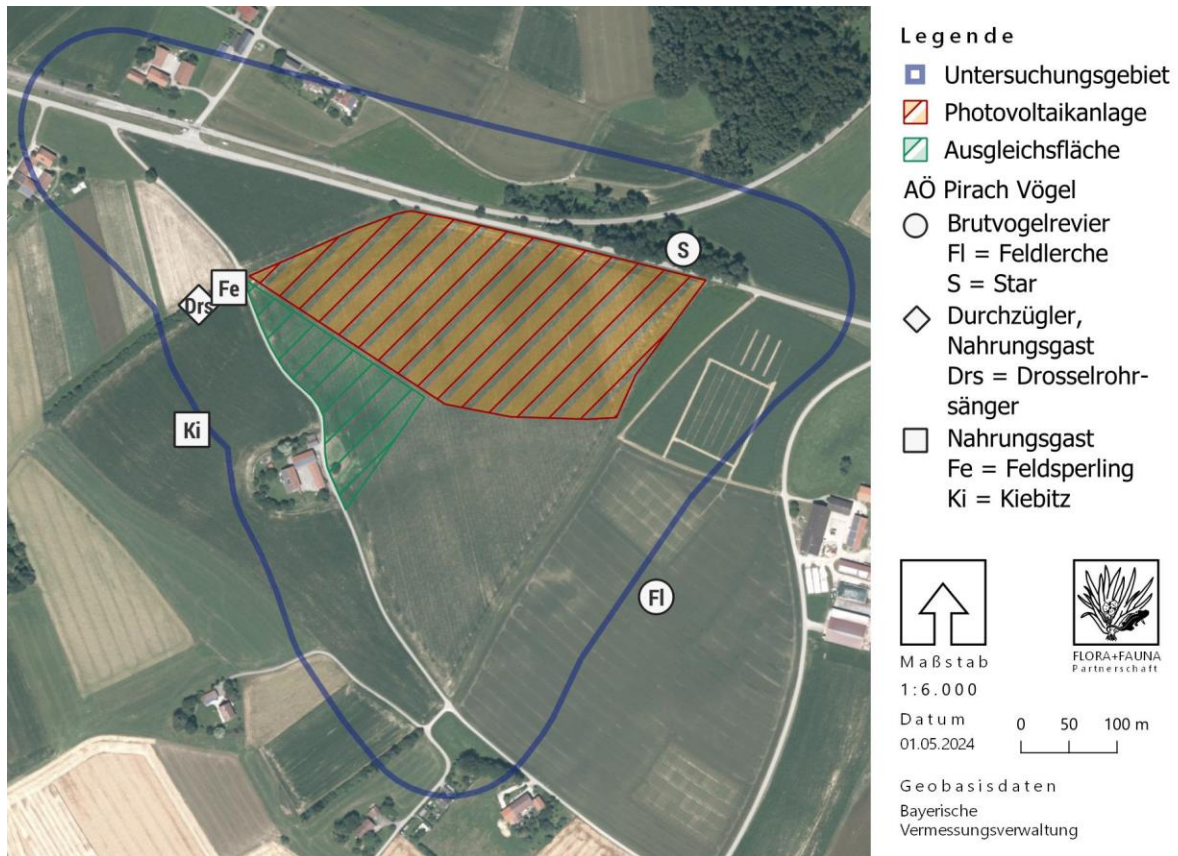 S
Fe
Drs
Ki
Fl
Legende
Untersuchungsgebiet
Photovoltaikanlage
Ausgleichsfläche
AÖ Pirach Vögel
Brutvogelrevier
Fl = Feldlerche
S = Star
Durchzügler,
Nahrungsgast
Drs = Drosselrohr-
sänger
Nahrungsgast
Fe = Feldsperling
Ki = Kiebitz
Maßstab
1:6.000
Datum
01.05.2024
FLORA+FAUNA
Partnerschaft
0 50 100 m
Geobasisdaten
Bayerische
Vermessungsverwaltung